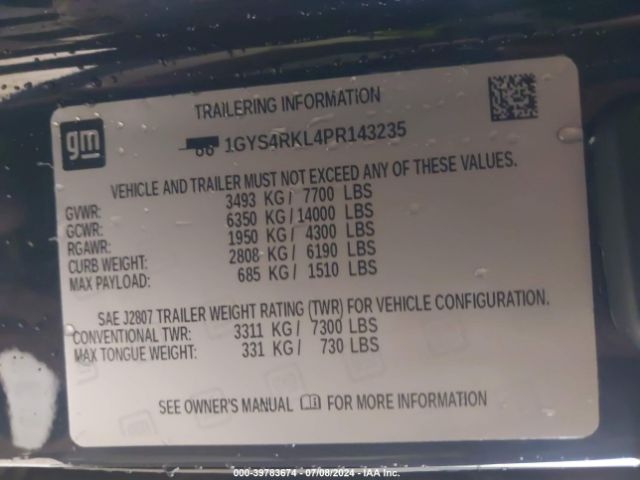 TRAILERING INFORMATION
gm
1GYS4RKL4PR143235
VEHICLE AND TRAILER MUST NOT EXCEED ANY OF THESE VALUES.
GVWR: 3493 KG/ 7700 LBS
GCWR: 6350 KG/14000 LBS
RGAWR: 1950 KG/ 4300 LBS
CURB WEIGHT: 2808 KG/ 6190 LBS
MAX PAYLOAD: 685 KG/ 1510 LBS
SAE J2807 TRAILER WEIGHT RATING (TWR) FOR VEHICLE CONFIGURATION.
CONVENTIONAL TWR: 3311 KG/ 7300 LBS
MAX TONGUE WEIGHT: 331 KG/ 730 LBS
SEE OWNER'S MANUAL FOR MORE INFORMATION
000-39783674 / 07/08/2024 - IAAI.COM